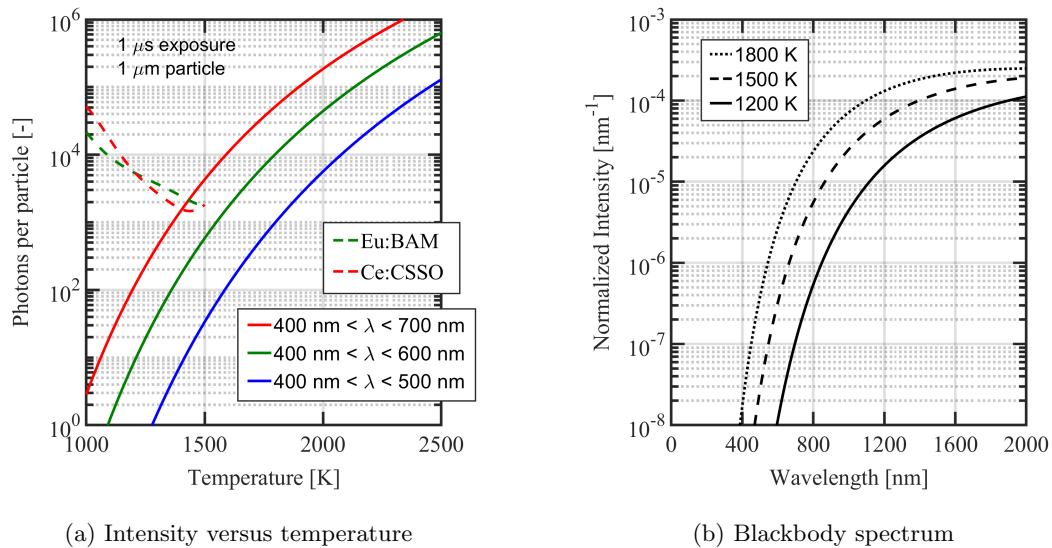 1 μs exposure
1 μm particle
Photons per particle [-]
10^6
10^4
10^2
10^0
1000 1500 2000 2500
Temperature [K]
Eu:BAM
Ce:CSSO
400 nm < λ < 700 nm
400 nm < λ < 600 nm
400 nm < λ < 500 nm
(a) Intensity versus temperature
Normalized Intensity [nm^-1]
10^-3
10^-4
10^-5
10^-6
10^-7
10^-8
1800 K
1500 K
1200 K
0 400 800 1200 1600 2000
Wavelength [nm]
(b) Blackbody spectrum